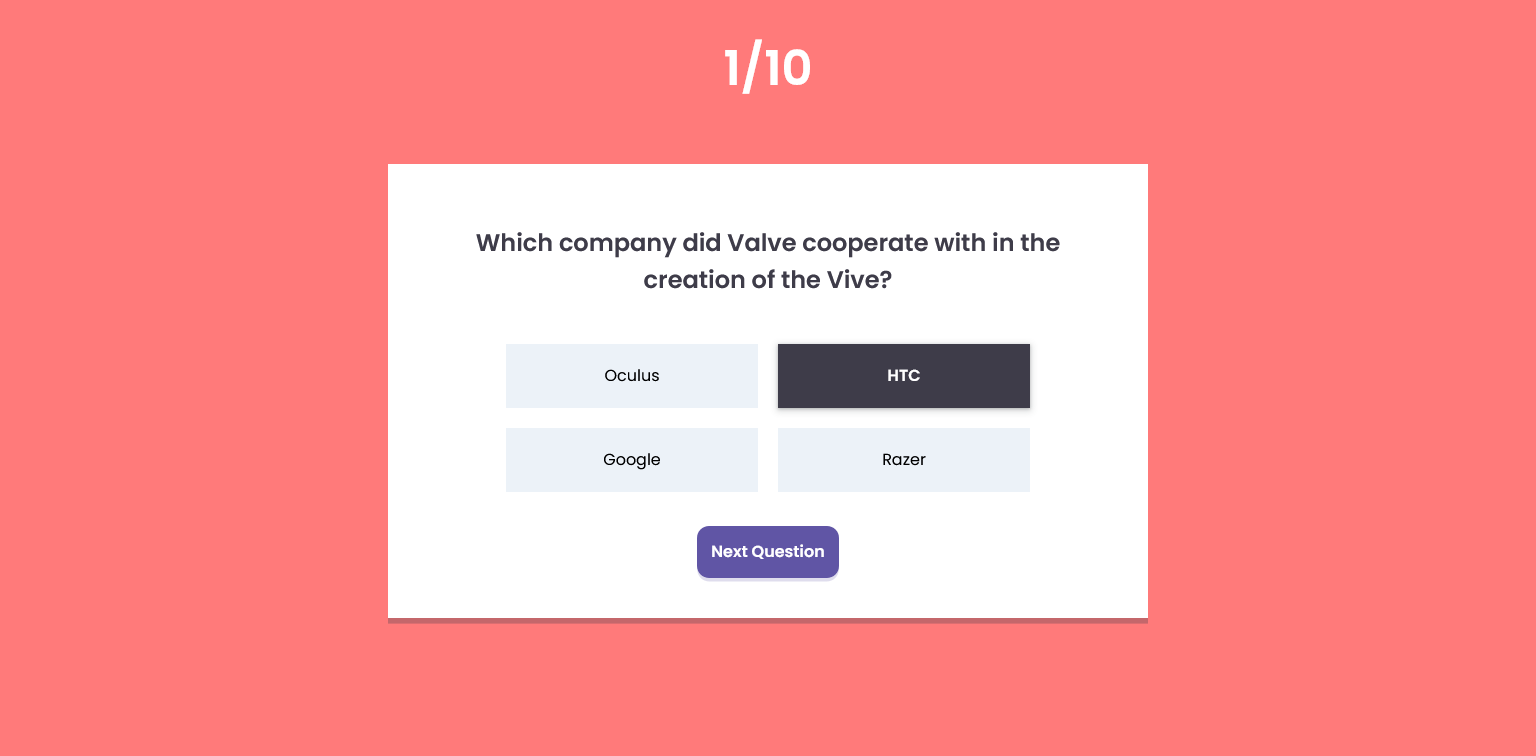 1/10
Which company did Valve cooperate with in the
creation of the Vive?
Oculus
HTC
Google
Razer
Next Question